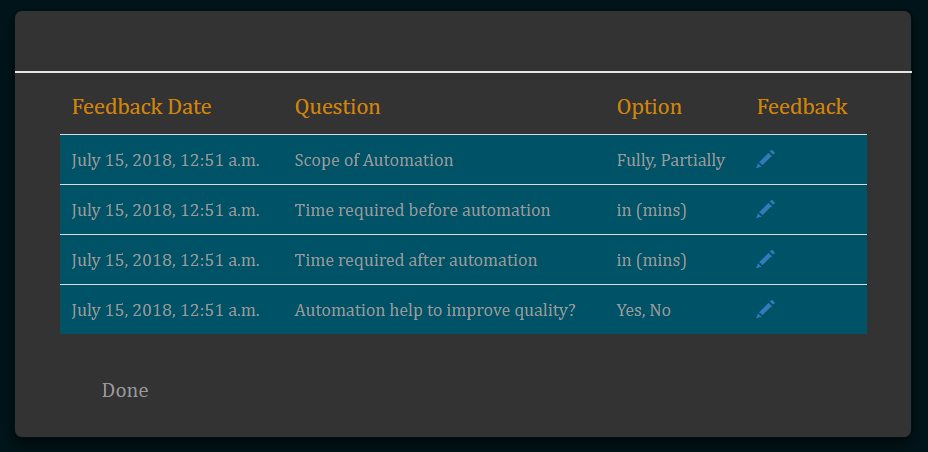 Feedback Date Question Option Feedback
July 15, 2018, 12:51 a.m. Scope of Automation Fully, Partially
July 15, 2018, 12:51 a.m. Time required before automation in (mins)
July 15, 2018, 12:51 a.m. Time required after automation in (mins)
July 15, 2018, 12:51 a.m. Automation help to improve quality? Yes, No
Done